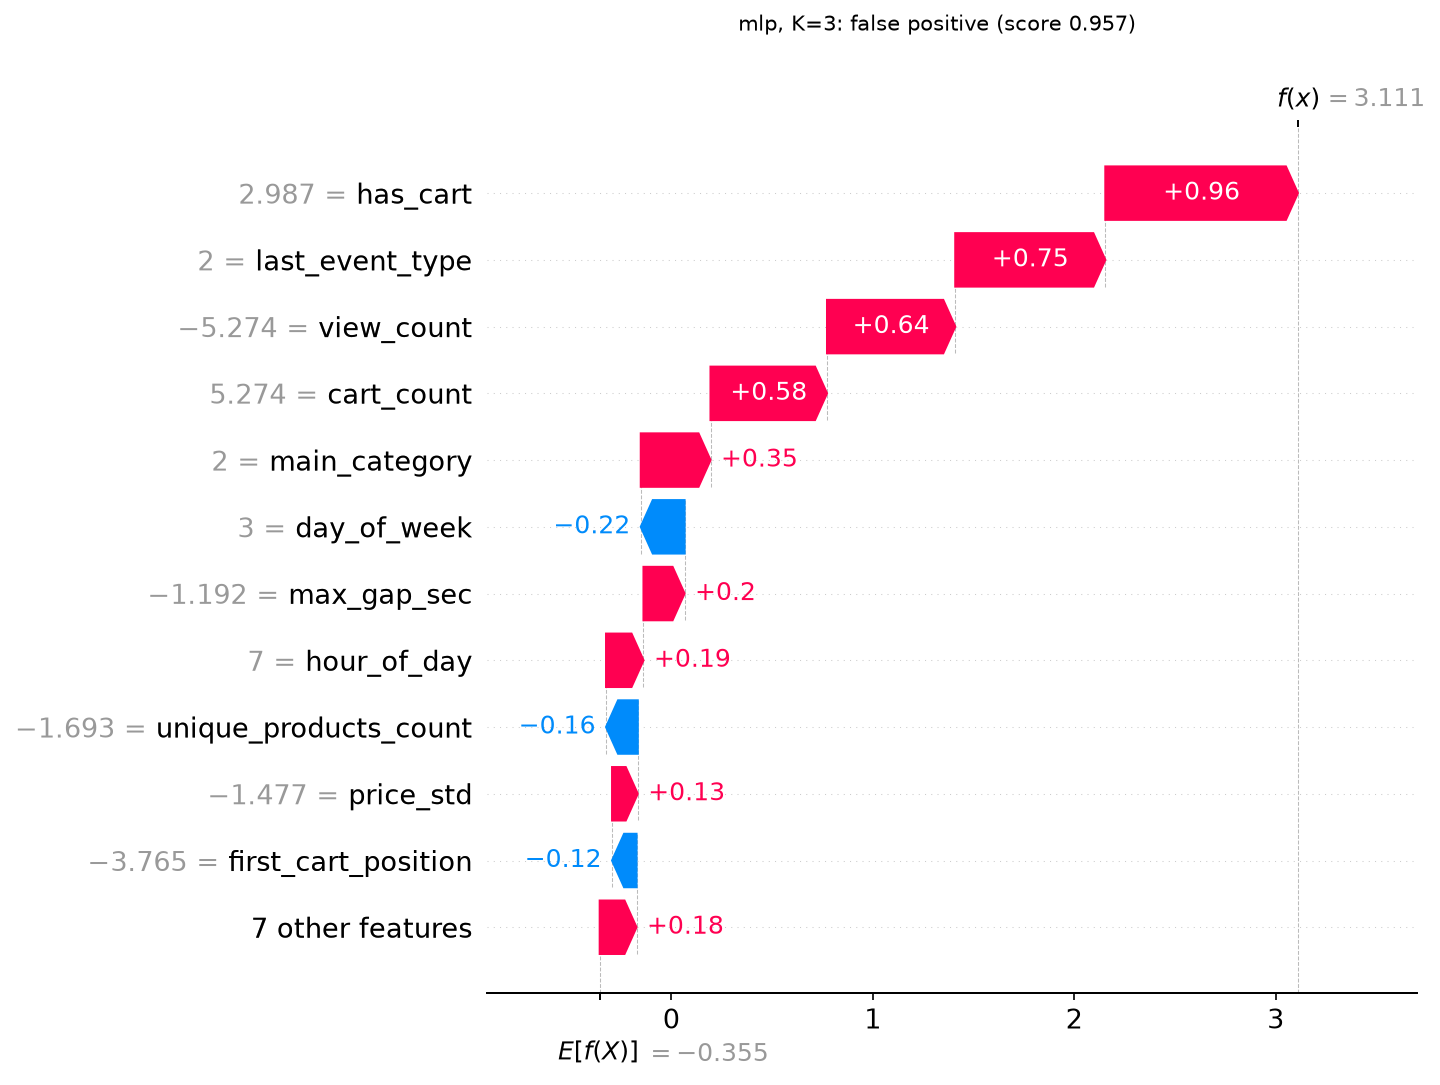 mlp, K=3: false positive (score 0.957)
f(x) = 3.111
2.987 = has_cart +0.96
2 = last_event_type +0.75
−5.274 = view_count +0.64
5.274 = cart_count +0.58
2 = main_category +0.35
3 = day_of_week −0.22
−1.192 = max_gap_sec +0.2
7 = hour_of_day +0.19
−1.693 = unique_products_count −0.16
−1.477 = price_std +0.13
−3.765 = first_cart_position −0.12
7 other features +0.18
0 1 2 3
E[f(X)] = −0.355